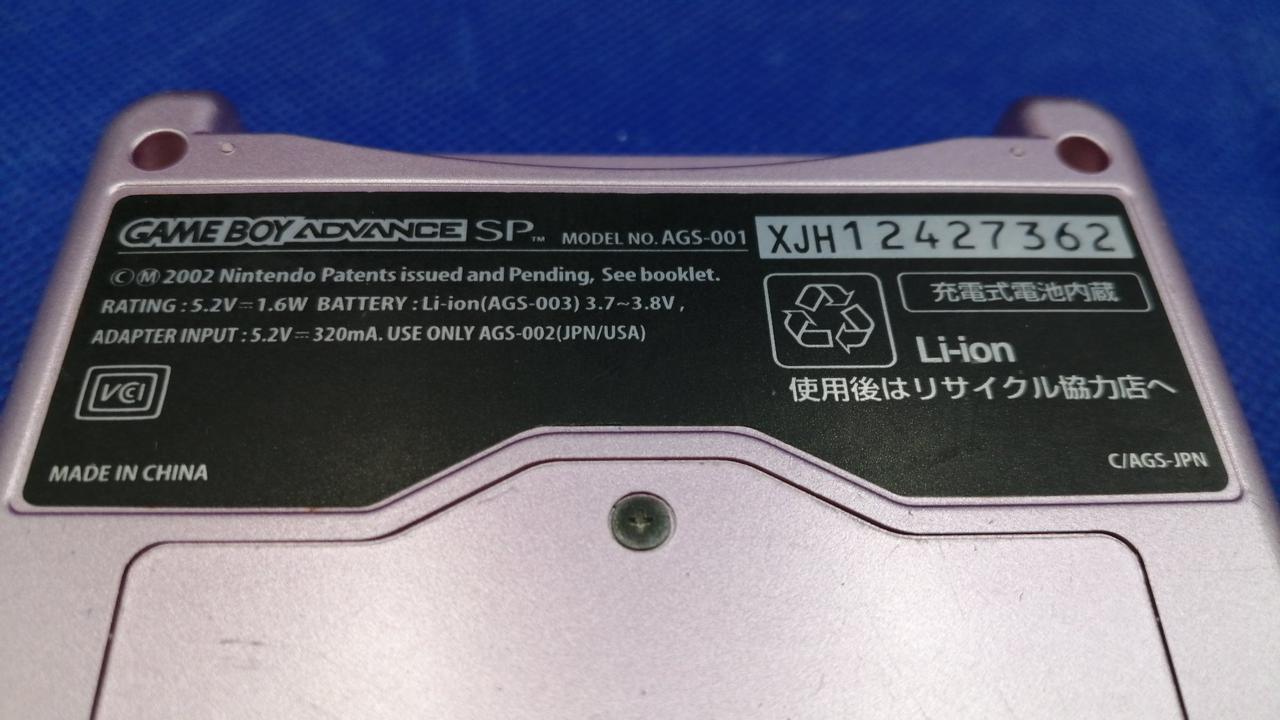 GAME BOY ADVANCE SP™ MODEL NO. AGS-001 XJH12427362
©Ⓜ 2002 Nintendo Patents issued and Pending, See booklet.
RATING : 5.2V⎓1.6W BATTERY : Li-ion(AGS-003) 3.7~3.8V ,
ADAPTER INPUT : 5.2V⎓320mA. USE ONLY AGS-002(JPN/USA)
充電式電池内蔵
Li-ion
使用後はリサイクル協力店へ
VCCI
MADE IN CHINA
C/AGS-JPN